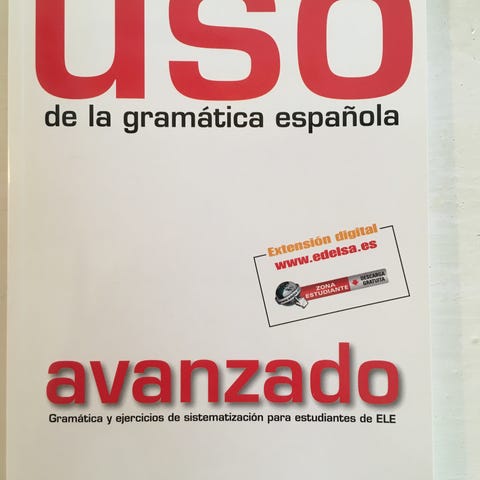 uso
de la gramática española
Extensión digital
www.edelsa.es
ZONA ESTUDIANTE
DESCARGA GRATUITA
avanzado
Gramática y ejercicios de sistematización para estudiantes de ELE